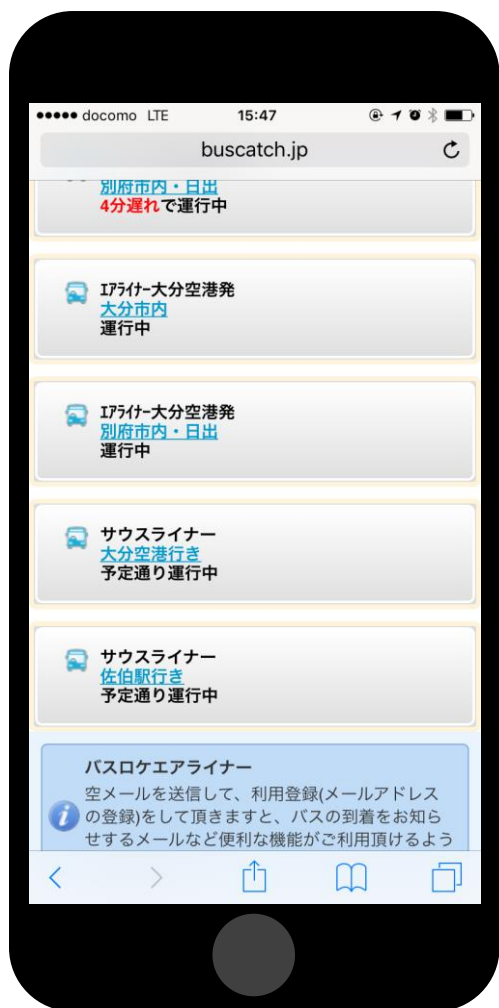 docomo LTE 15:47
buscatch.jp
別府市内・日出
4分遅れで運行中
ｴｱﾗｲﾅｰ大分空港発
大分市内
運行中
ｴｱﾗｲﾅｰ大分空港発
別府市内・日出
運行中
サウスライナー
大分空港行き
予定通り運行中
サウスライナー
佐伯駅行き
予定通り運行中
バスロケエアライナー
空メールを送信して、利用登録(メールアドレス
の登録)をして頂きますと、バスの到着をお知ら
せするメールなど便利な機能がご利用頂けるよう